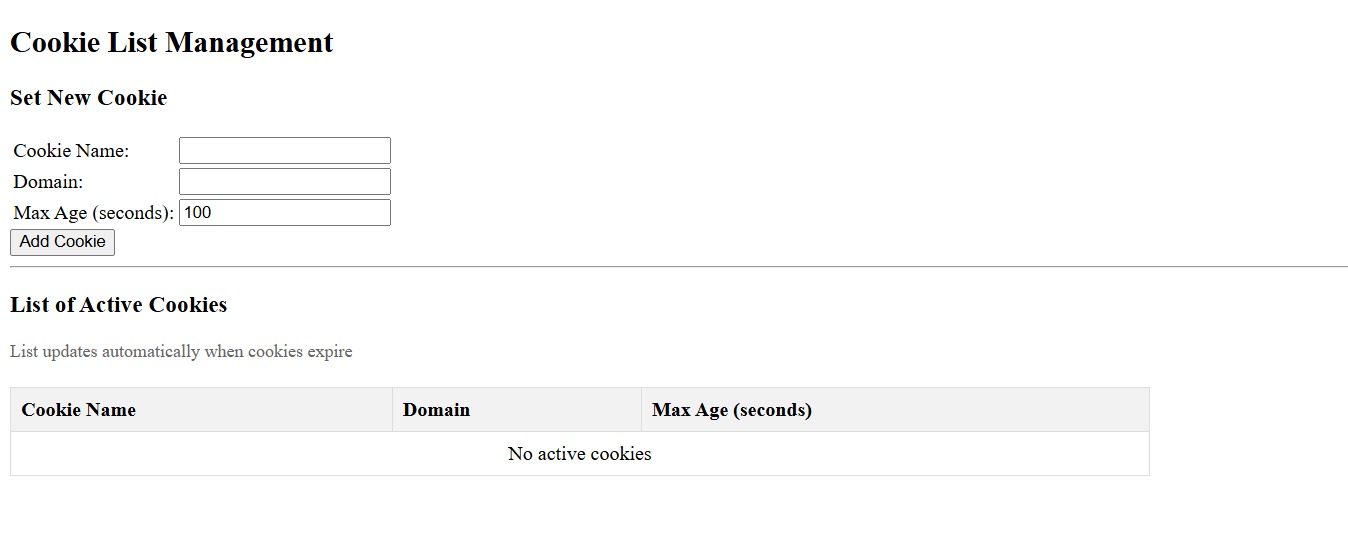 Cookie List Management
Set New Cookie
Cookie Name:
Domain:
Max Age (seconds): 100
Add Cookie
List of Active Cookies
List updates automatically when cookies expire
Cookie Name Domain Max Age (seconds)
No active cookies